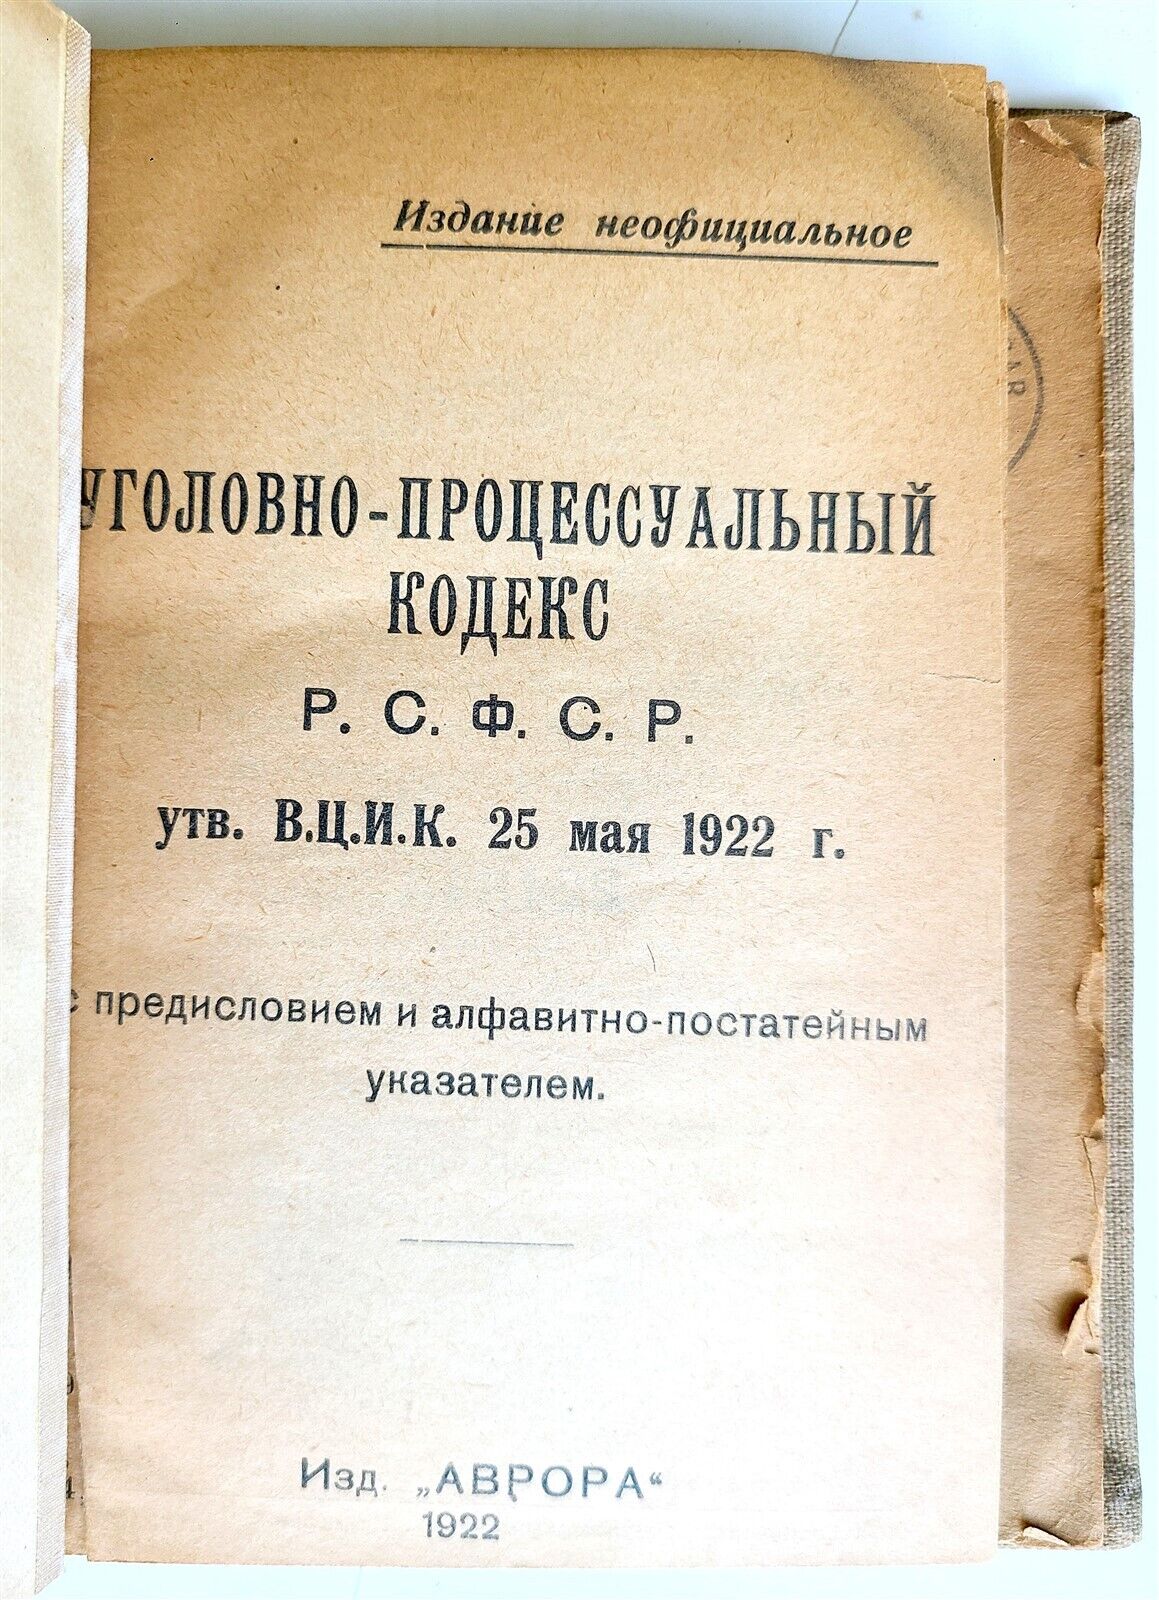 Издание неофициальное
УГОЛОВНО-ПРОЦЕССУАЛЬНЫЙ
КОДЕКС
Р. С. Ф. С. Р.
утв. В.Ц.И.К. 25 мая 1922 г.
с предисловием и алфавитно-постатейным
указателем.
Изд. „АВРОРА“
1922